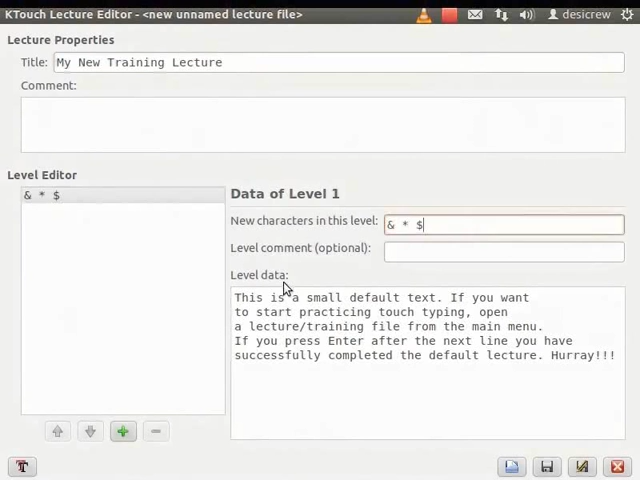 KTouch Lecture Editor - <new unnamed lecture file>
desicrew
Lecture Properties
Title: My New Training Lecture
Comment:
Level Editor
& * $
Data of Level 1
New characters in this level: & * $
Level comment (optional):
Level data:
This is a small default text. If you want
to start practicing touch typing, open
a lecture/training file from the main menu.
If you press Enter after the next line you have
successfully completed the default lecture. Hurray!!!